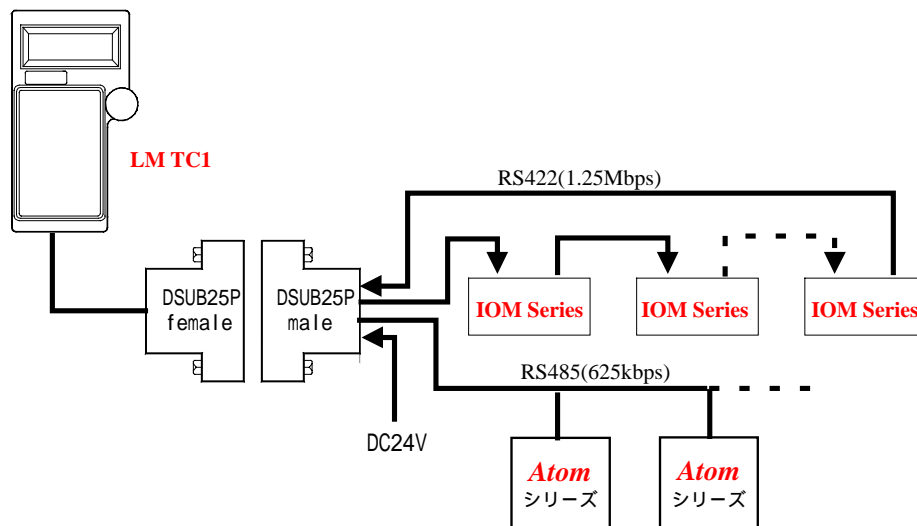 LM TC1
RS422(1.25Mbps)
DSUB25P
female
DSUB25P
male
IOM Series
IOM Series
IOM Series
RS485(625kbps)
DC24V
Atom
シリーズ
Atom
シリーズ